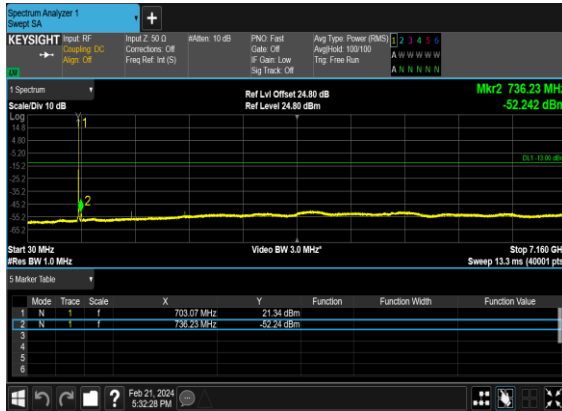 Spectrum Analyzer 1
Swept SA
KEYSIGHT Input: RF Input Z: 50 Ω #Atten: 10 dB PNO: Fast Avg Type: Power (RMS) 1 2 3 4 5 6
Coupling: DC Corrections: Off Gate: Off Avg|Hold: 100/100 A W W W W W
Align: Off Freq Ref: Int (S) IF Gain: Low Trig: Free Run
Sig Track: Off A N N N N N
1 Spectrum Ref Lvl Offset 24.80 dB Mkr2 736.23 MHz
Scale/Div 10 dB Ref Level 24.80 dBm -52.242 dBm
Log
14.8 1
4.80
-5.20
-15.2 DL1 -13.00 dBm
-25.2
-35.2
-45.2 2
-55.2
-65.2
Start 30 MHz Video BW 3.0 MHz* Stop 7.160 GHz
#Res BW 1.0 MHz Sweep 13.3 ms (40001 pts)
5 Marker Table
Mode Trace Scale X Y Function Function Width Function Value
1 N 1 f 703.07 MHz 21.34 dBm
2 N 1 f 736.23 MHz -52.24 dBm
3
4
5
6
? Feb 21, 2024
5:32:28 PM